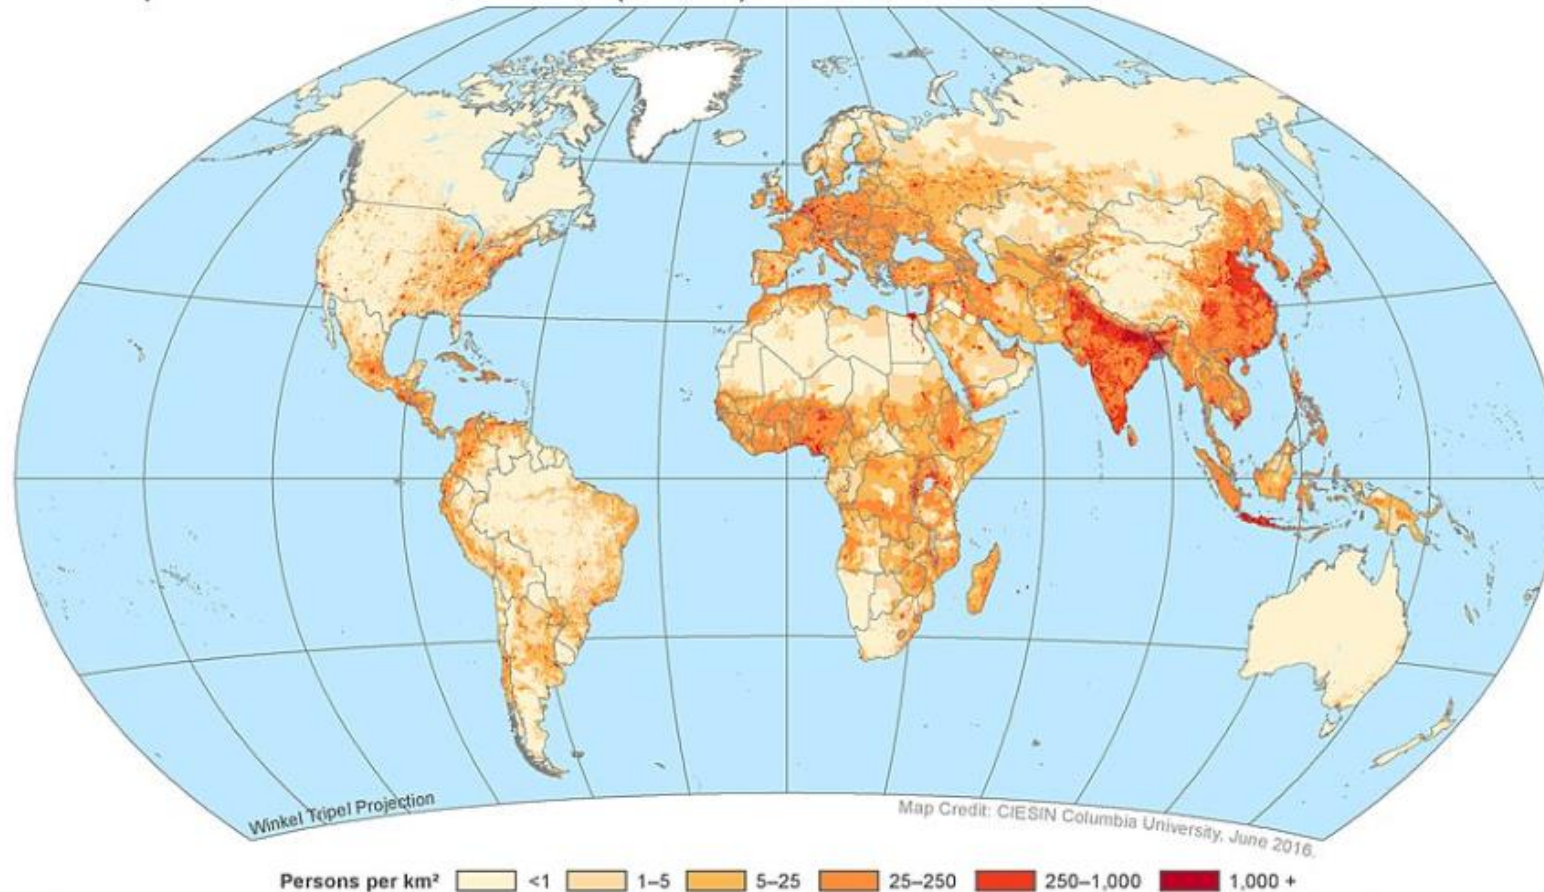 Winkel Tripel Projection
Map Credit: CIESIN Columbia University, June 2016.
Persons per km² <1 1–5 5–25 25–250 250–1,000 1,000 +